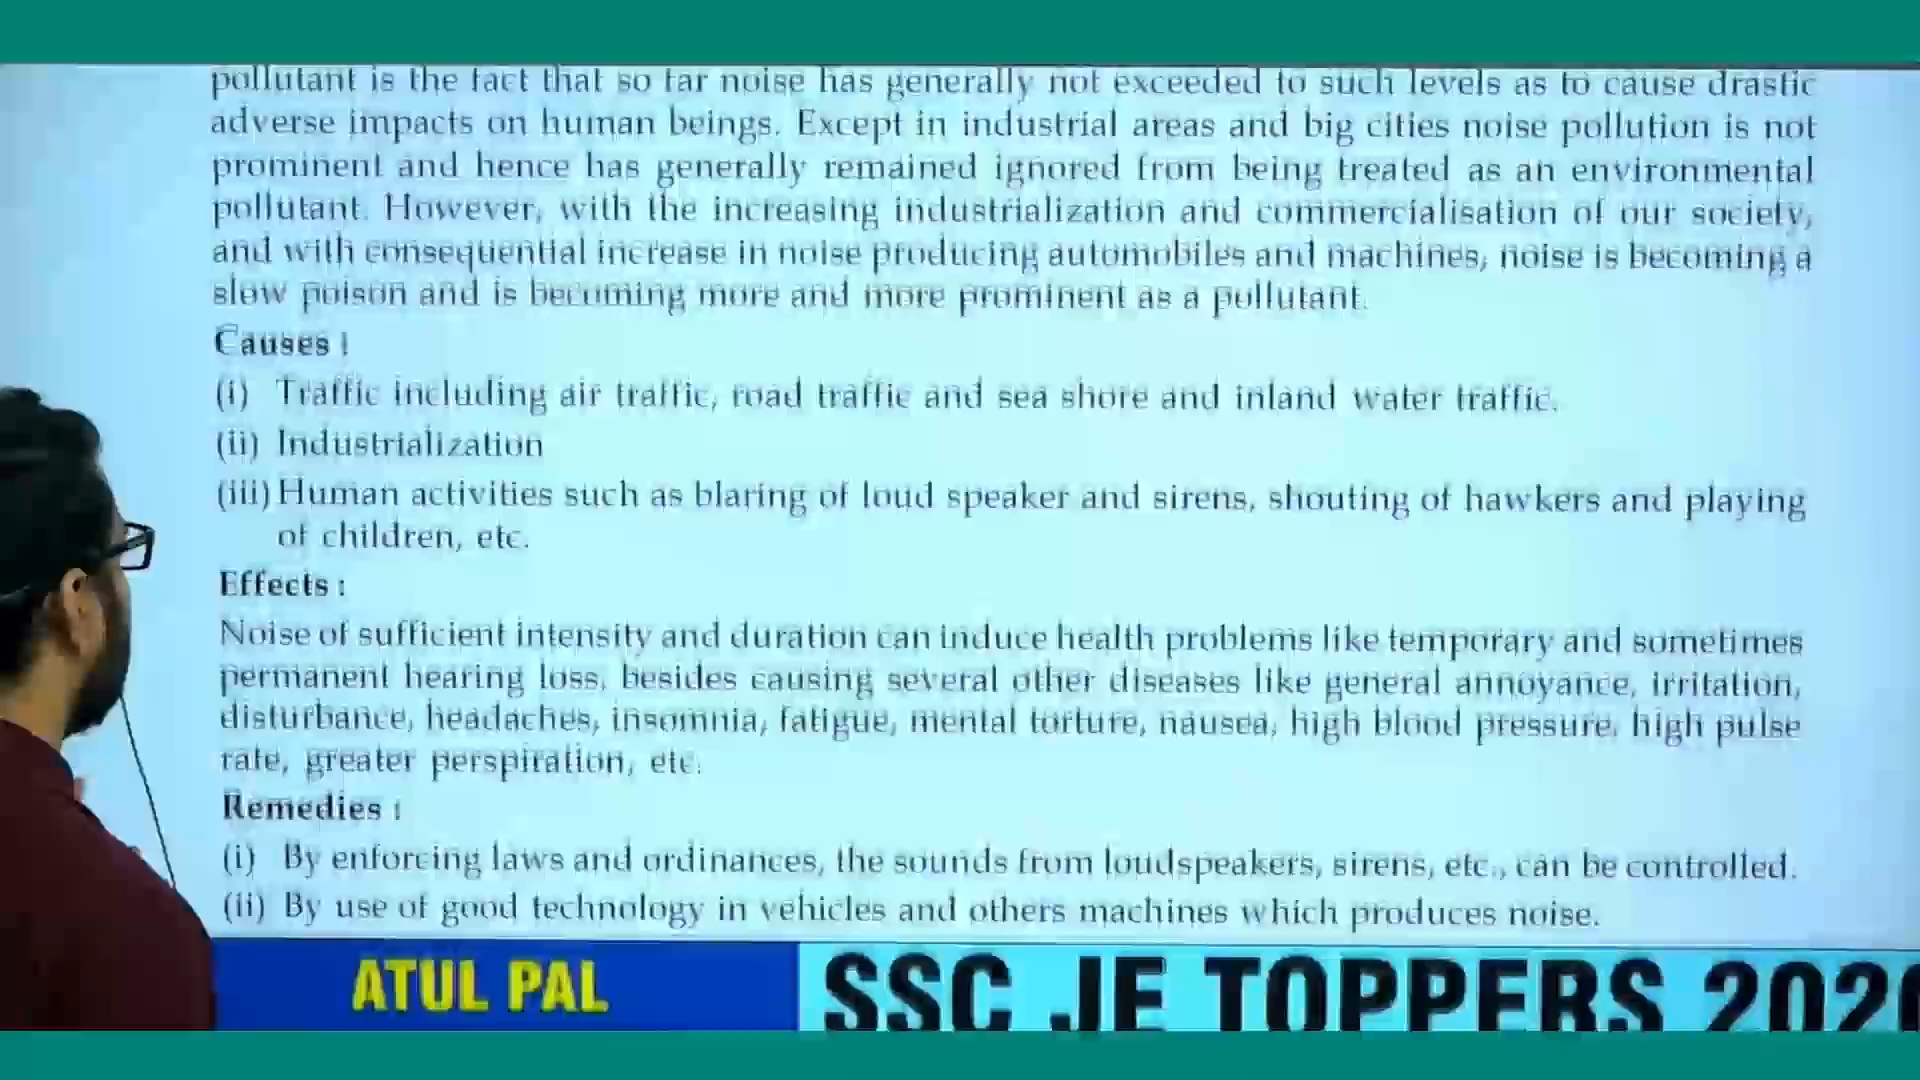 pollutant is the fact that so far noise has generally not exceeded to such levels as to cause drastic
adverse impacts on human beings. Except in industrial areas and big cities noise pollution is not
prominent and hence has generally remained ignored from being treated as an environmental
pollutant. However, with the increasing industrialization and commercialisation of our society,
and with consequential increase in noise producing automobiles and machines, noise is becoming a
slow poison and is becoming more and more prominent as a pollutant.
Causes :
(i) Traffic including air traffic, road traffic and sea shore and inland water traffic.
(ii) Industrialization
(iii) Human activities such as blaring of loud speaker and sirens, shouting of hawkers and playing
of children, etc.
Effects :
Noise of sufficient intensity and duration can induce health problems like temporary and sometimes
permanent hearing loss, besides causing several other diseases like general annoyance, irritation,
disturbance, headaches, insomnia, fatigue, mental torture, nausea, high blood pressure, high pulse
rate, greater perspiration, etc.
Remedies :
(i) By enforcing laws and ordinances, the sounds from loudspeakers, sirens, etc., can be controlled.
(ii) By use of good technology in vehicles and others machines which produces noise.
ATUL PAL
SSC JE TOPPERS 2020